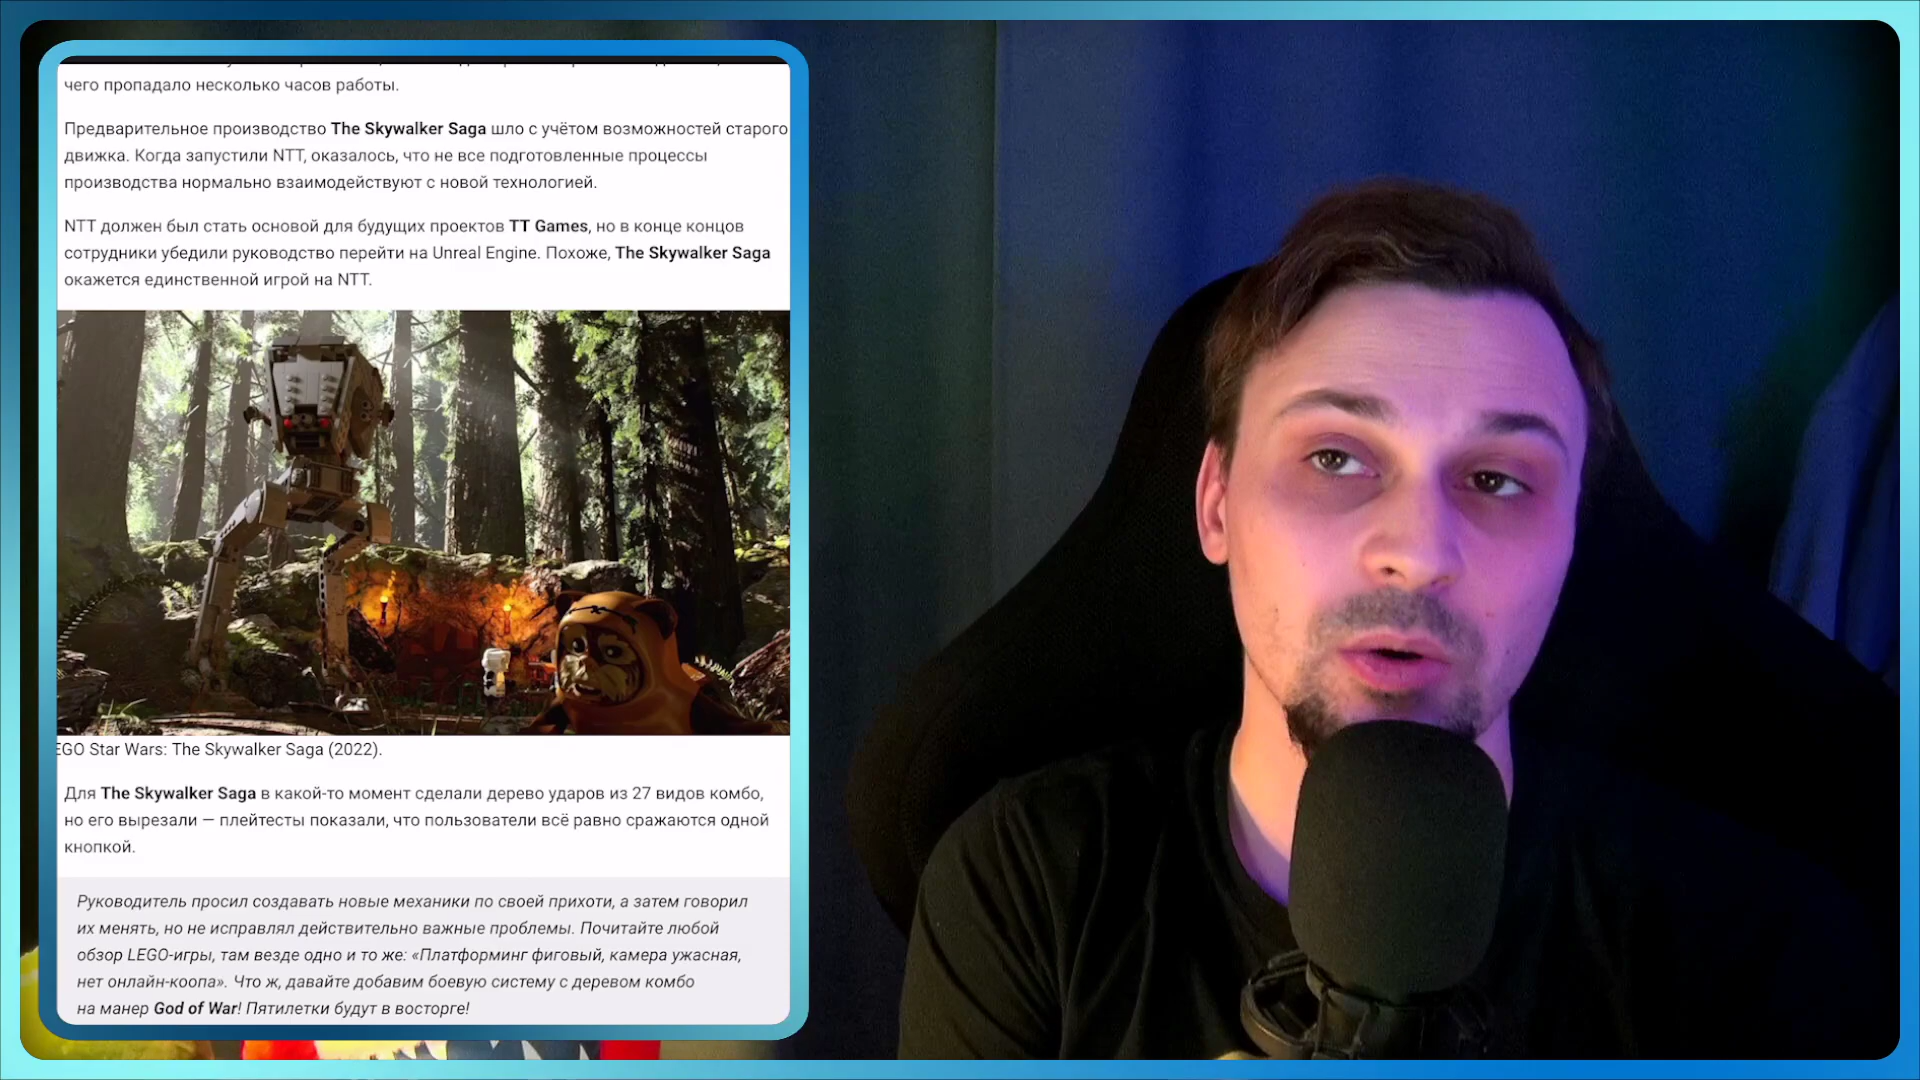 чего пропадало несколько часов работы.
Предварительное производство The Skywalker Saga шло с учётом возможностей старого
движка. Когда запустили NTT, оказалось, что не все подготовленные процессы
производства нормально взаимодействуют с новой технологией.
NTT должен был стать основой для будущих проектов TT Games, но в конце концов
сотрудники убедили руководство перейти на Unreal Engine. Похоже, The Skywalker Saga
окажется единственной игрой на NTT.
EGO Star Wars: The Skywalker Saga (2022).
Для The Skywalker Saga в какой-то момент сделали дерево ударов из 27 видов комбо,
но его вырезали — плейтесты показали, что пользователи всё равно сражаются одной
кнопкой.
Руководитель просил создавать новые механики по своей прихоти, а затем говорил
их менять, но не исправлял действительно важные проблемы. Почитайте любой
обзор LEGO-игры, там везде одно и то же: «Платформинг фиговый, камера ужасная,
нет онлайн-коопа». Что ж, давайте добавим боевую систему с деревом комбо
на манер God of War! Пятилетки будут в восторге!